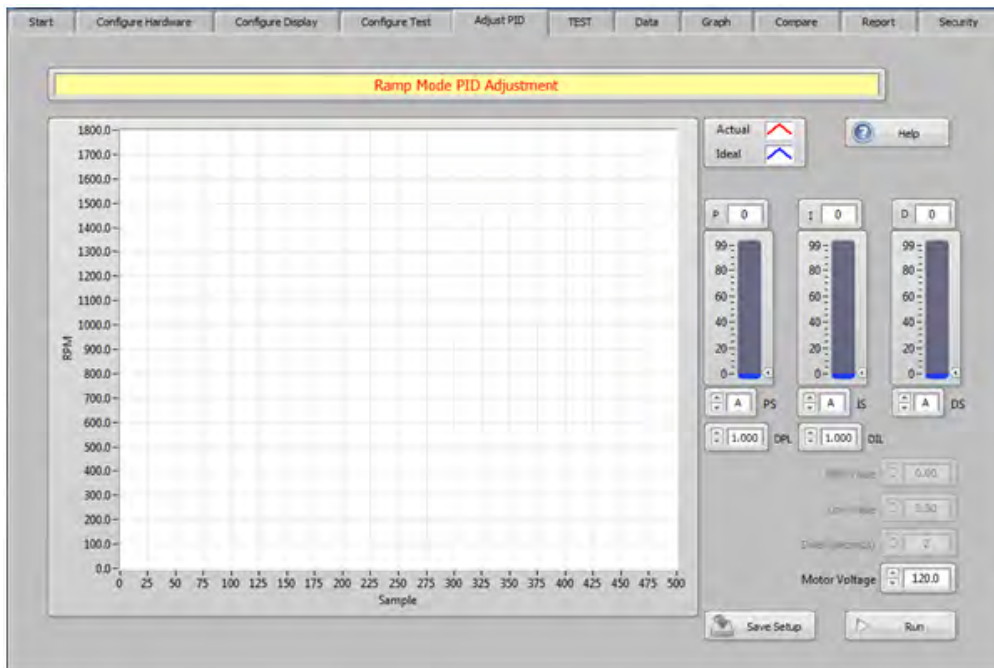 Start Configure Hardware Configure Display Configure Test Adjust PID TEST Data Graph Compare Report Security
Ramp Mode PID Adjustment
1800.0
1700.0
1600.0
1500.0
1400.0
1300.0
1200.0
1100.0
1000.0
900.0
800.0
700.0
600.0
500.0
400.0
300.0
200.0
100.0
0.0
RPM
0 25 50 75 100 125 150 175 200 225 250 275 300 325 350 375 400 425 450 475 500
Sample
Actual
Ideal
Help
P 0 I 0 D 0
99 99 99
80 80 80
60 60 60
40 40 40
20 20 20
0 0 0
A PS A IS A DS
1.000 DPL 1.000 DIL
0.00
2
Motor Voltage 120.0
Save Setup Run